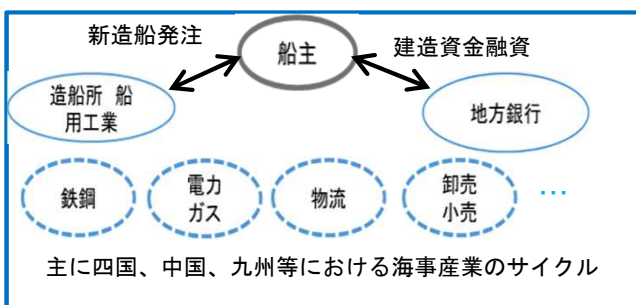 新造船発注
船主
建造資金融資
造船所 船
用工業
地方銀行
鉄鋼
電力
ガス
物流
卸売
小売
…
主に四国、中国、九州等における海事産業のサイクル